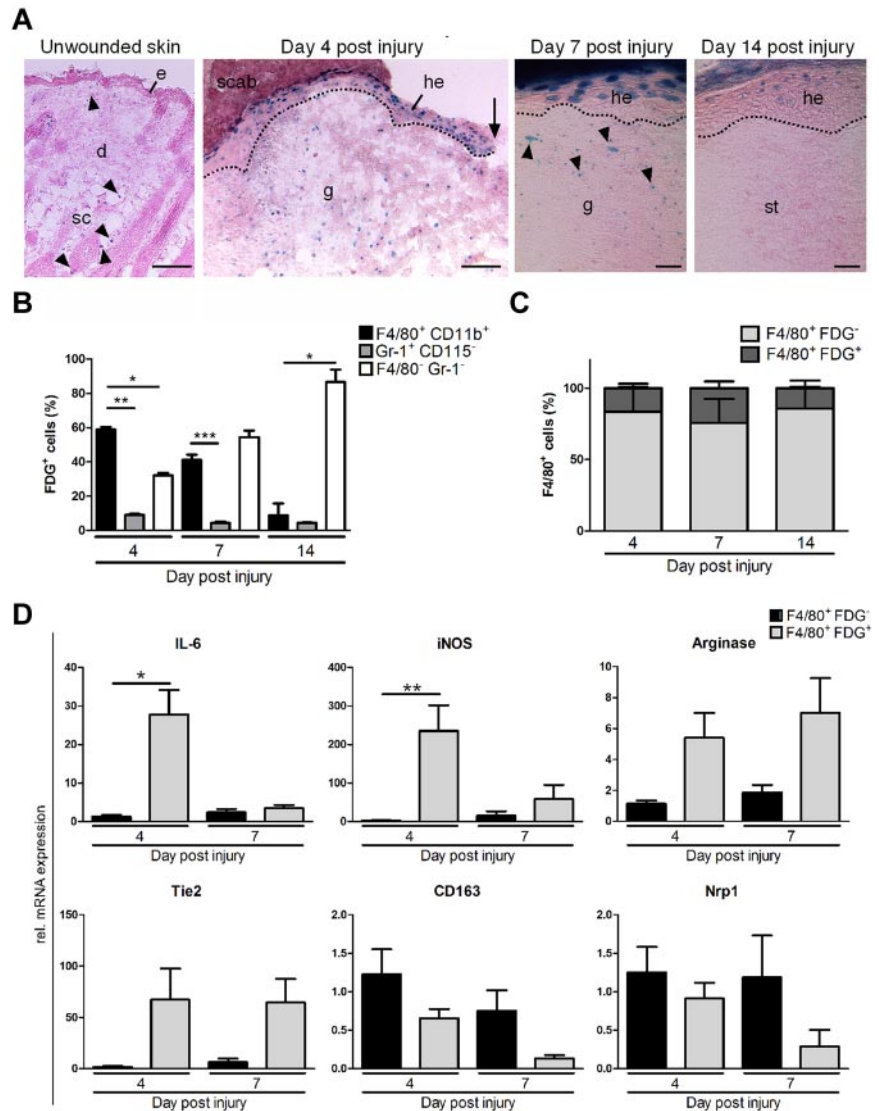 A
Unwounded skin
Day 4 post injury
Day 7 post injury
Day 14 post injury
e
d
sc
scab
he
g
he
g
he
st
B
F4/80⁺ CD11b⁺
Gr-1⁺ CD115⁻
F4/80⁻ Gr-1⁻
FDG⁺ cells (%)
100
80
60
40
20
0
*
**
***
*
4 7 14
Day post injury
C
F4/80⁺ FDG⁻
F4/80⁺ FDG⁺
F4/80⁺ cells (%)
100
50
0
4 7 14
Day post injury
D
F4/80⁺ FDG⁻
F4/80⁺ FDG⁺
rel. mRNA expression
IL-6
40
30
20
10
0
*
4 7
Day post injury
iNOS
400
300
200
100
0
**
4 7
Day post injury
Arginase
10
8
6
4
2
0
4 7
Day post injury
Tie2
150
100
50
0
4 7
Day post injury
CD163
2.0
1.5
1.0
0.5
0.0
4 7
Day post injury
Nrp1
2.0
1.5
1.0
0.5
0.0
4 7
Day post injury